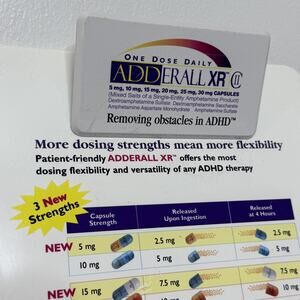 ONE DOSE DAILY
ADDERALL XR™ CII
5 mg, 10 mg, 15 mg, 20 mg, 25 mg, 30 mg CAPSULES
(Mixed Salts of a Single-Entity Amphetamine Product)
Dextroamphetamine Sulfate Dextroamphetamine Saccharate
Amphetamine Aspartate Monohydrate Amphetamine Sulfate
Removing obstacles in ADHD™
More dosing strengths mean more flexibility
Patient-friendly ADDERALL XR™ offers the most
dosing flexibility and versatility of any ADHD therapy
3 New
Strengths
Capsule Strength
Released Upon Ingestion
Released at 4 Hours
NEW 5 mg 2.5 mg 2.5 mg
10 mg 5 mg 5 mg
NEW 15 mg 7.5 mg 7.5 mg